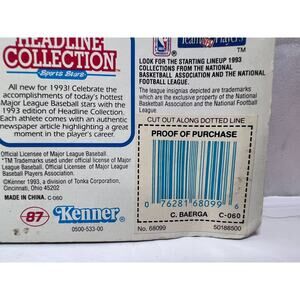 HEADLINE
COLLECTION
Sports Stars
All new for 1993! Celebrate the
accomplishments of today's hottest
Major League Baseball stars with the
1993 edition of Headline Collection.
Each athlete comes with an authentic
newspaper article highlighting a great
moment in the player's career.
Official Licensee of Major League Baseball.
*TM Trademarks used under official license of Major
League Baseball. Official Licensee Major League
Baseball Players Association.
©Kenner 1993, a division of Tonka Corporation,
Cincinnati, Ohio 45202
MADE IN CHINA. C-060
87
Kenner
0500-533-00
NBA
Team NFL Players
LOOK FOR THE STARTING LINEUP 1993
COLLECTIONS FROM THE NATIONAL
BASKETBALL ASSOCIATION AND THE NATIONAL
FOOTBALL LEAGUE.
The league insignias depicted are trademarks
which are the exclusive property of the National
Basketball Association and the National Football
League.
CUT OUT ALONG DOTTED LINE
PROOF OF PURCHASE
0 76281 68099 6
C. BAERGA C-060
No. 68099 50188500